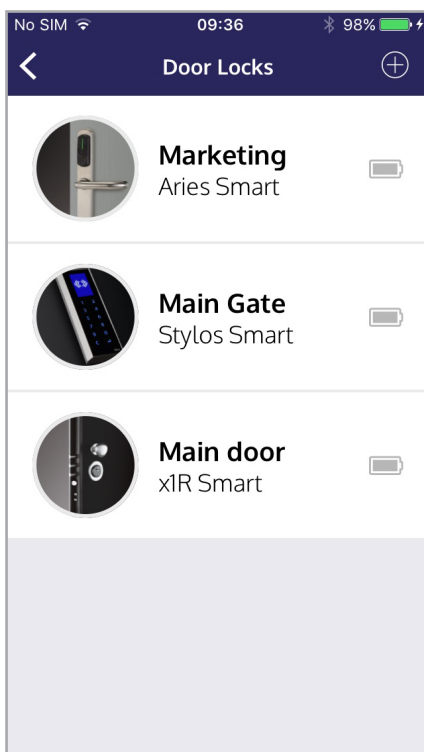 No SIM 09:36 98%
Door Locks
Marketing
Aries Smart
Main Gate
Stylos Smart
Main door
x1R Smart